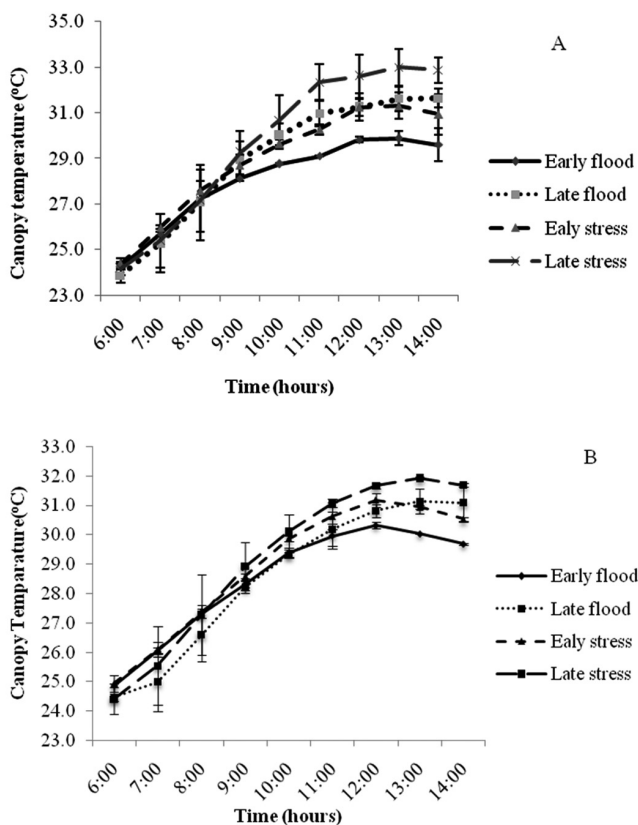 A
33.0
31.0
29.0
27.0
25.0
23.0
Canopy temperature (°C)
6:00
7:00
8:00
9:00
10:00
11:00
12:00
13:00
14:00
Time (hours)
Early flood
Late flood
Ealy stress
Late stress
B
33.0
32.0
31.0
30.0
29.0
28.0
27.0
26.0
25.0
24.0
23.0
Canopy Temparature(°C)
6:00
7:00
8:00
9:00
10:00
11:00
12:00
13:00
14:00
Time (hours)
Early flood
Late flood
Ealy stress
Late stress